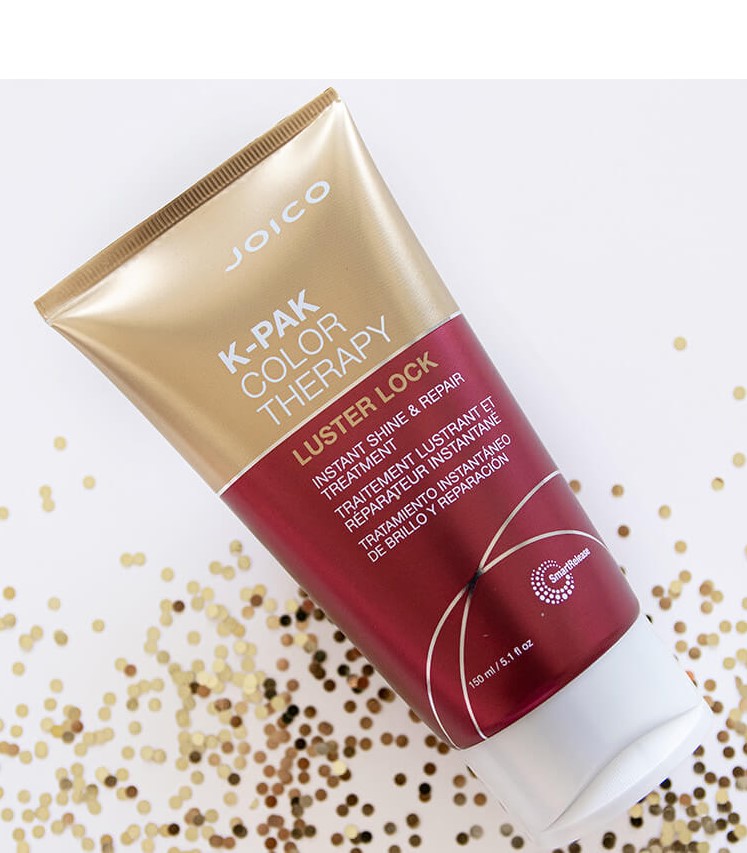 JOICO
K-PAK
COLOR
THERAPY
LUSTER LOCK
INSTANT SHINE & REPAIR
TREATMENT
TRAITEMENT LUSTRANT ET
RÉPARATEUR INSTANTANÉ
TRATAMIENTO INSTANTÁNEO
DE BRILLO Y REPARACIÓN
SmartRelease
150 ml / 5.1 fl oz